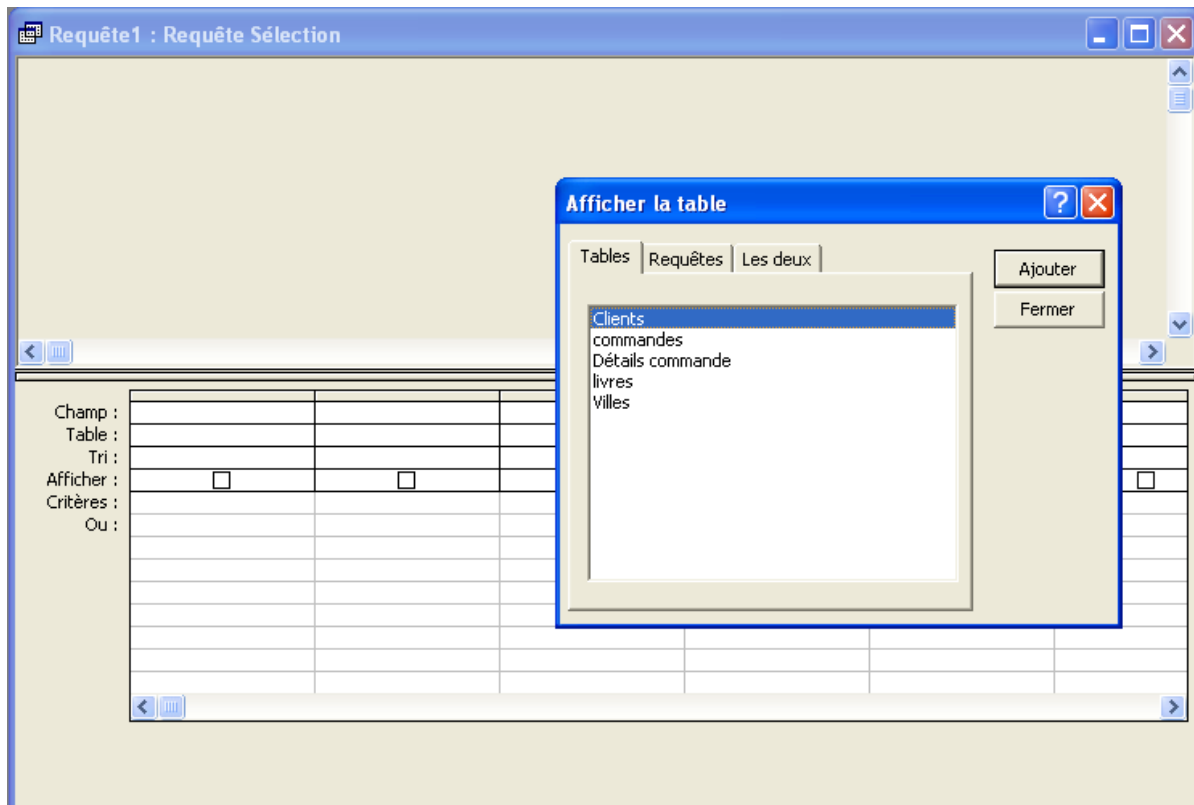 Requête1 : Requête Sélection
Afficher la table
Tables Requêtes Les deux
Ajouter
Fermer
Clients
commandes
Détails commande
livres
Villes
Champ :
Table :
Tri :
Afficher :
Critères :
Ou :